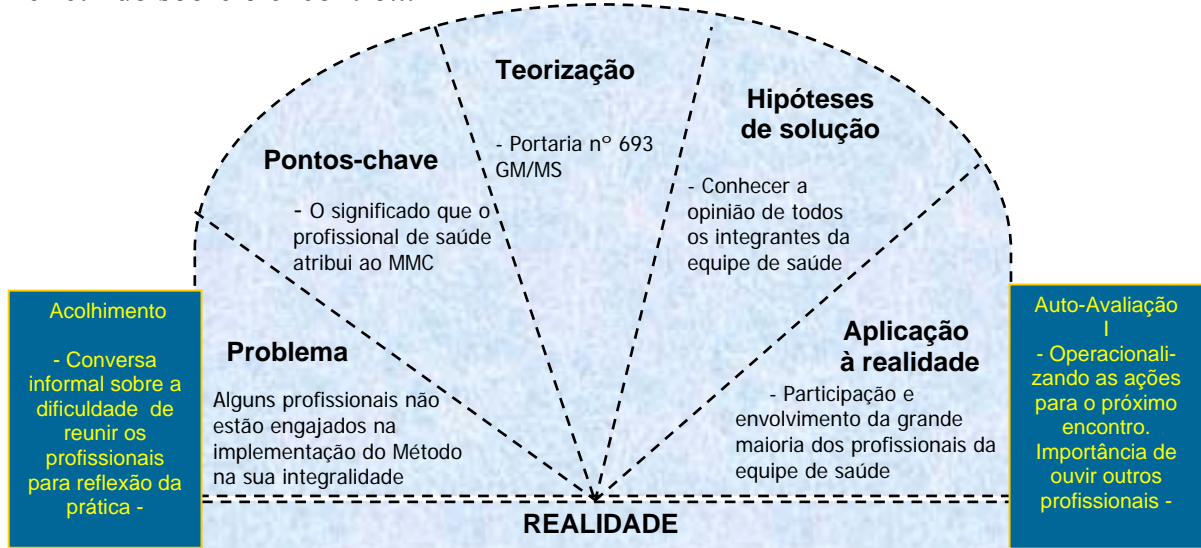 Teorização
- Portaria nº 693
GM/MS
Hipóteses
de solução
- Conhecer a
opinião de todos
os integrantes da
equipe de saúde
Pontos-chave
- O significado que o
profissional de saúde
atribui ao MMC
Acolhimento
- Conversa
informal sobre a
dificuldade de
reunir os
profissionais
para reflexão da
prática -
Problema
Alguns profissionais não
estão engajados na
implementação do Método
na sua integralidade
Aplicação
à realidade
- Participação e
envolvimento da grande
maioria dos profissionais da
equipe de saúde
Auto-Avaliação
I
- Operacionali-
zando as ações
para o próximo
encontro.
Importância de
ouvir outros
profissionais -
REALIDADE